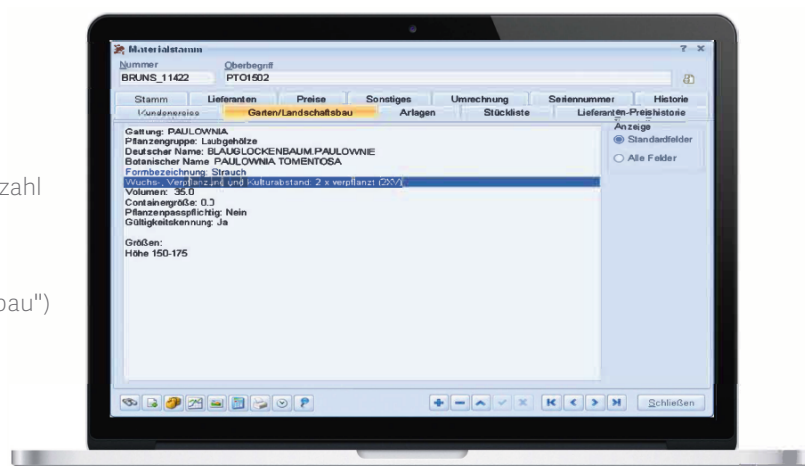 zahl
bau")
Materialstamm
Nummer Oberbegriff
BRUNS_11422 PTO1502
Stamm Lieferanten Preise Sonstiges Umrechnung Seriennummer Historie
Kundenpreise Garten/Landschaftsbau Anlagen Stückliste Lieferanten-Preishistorie
Gattung: PAULOWNIA
Pflanzengruppe: Laubgehölze
Deutscher Name: BLAUGLOCKENBAUM.PAULOWNIE
Botanischer Name PAULOWNIA TOMENTOSA
Formbezeichnung: Strauch
Wuchs-, Verpflanzung und Kulturabstand: 2 x verpflanzt (2XV)
Volumen: 35.0
Containergröße: 0.0
Pflanzenpasspflichtig: Nein
Gültigkeitskennung: Ja
Größen:
Höhe 150-175
Anzeige
Standardfelder
Alle Felder
Schließen